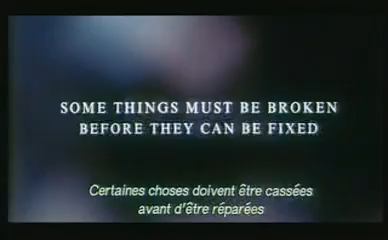 SOME THINGS MUST BE BROKEN
BEFORE THEY CAN BE FIXED
Certaines choses doivent être cassées
avant d'être réparées